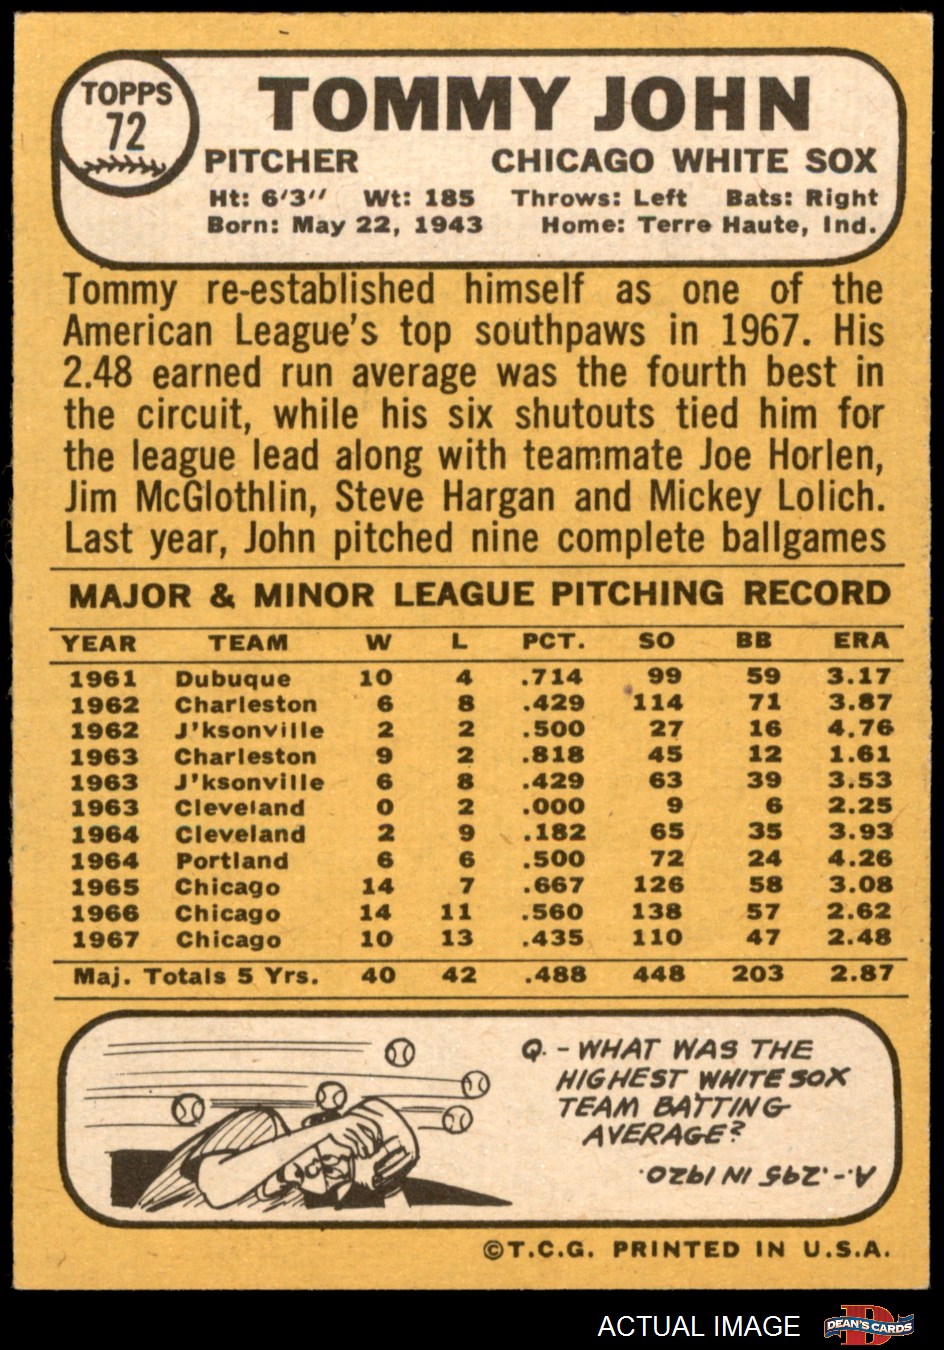 TOPPS
72
TOMMY JOHN
PITCHER CHICAGO WHITE SOX
Ht: 6'3" Wt: 185 Throws: Left Bats: Right
Born: May 22, 1943 Home: Terre Haute, Ind.
Tommy re-established himself as one of the
American League's top southpaws in 1967. His
2.48 earned run average was the fourth best in
the circuit, while his six shutouts tied him for
the league lead along with teammate Joe Horlen,
Jim McGlothlin, Steve Hargan and Mickey Lolich.
Last year, John pitched nine complete ballgames
MAJOR & MINOR LEAGUE PITCHING RECORD
YEAR TEAM W L PCT. SO BB ERA
1961 Dubuque 10 4 .714 99 59 3.17
1962 Charleston 6 8 .429 114 71 3.87
1962 J'ksonville 2 2 .500 27 16 4.76
1963 Charleston 9 2 .818 45 12 1.61
1963 J'ksonville 6 8 .429 63 39 3.53
1963 Cleveland 0 2 .000 9 6 2.25
1964 Cleveland 2 9 .182 65 35 3.93
1964 Portland 6 6 .500 72 24 4.26
1965 Chicago 14 7 .667 126 58 3.08
1966 Chicago 14 11 .560 138 57 2.62
1967 Chicago 10 13 .435 110 47 2.48
Maj. Totals 5 Yrs. 40 42 .488 448 203 2.87
Q. - WHAT WAS THE
HIGHEST WHITE SOX
TEAM BATTING
AVERAGE?
A. - .295 IN 1920.
©T.C.G. PRINTED IN U.S.A.
ACTUAL IMAGE
D
DEAN'S CARDS